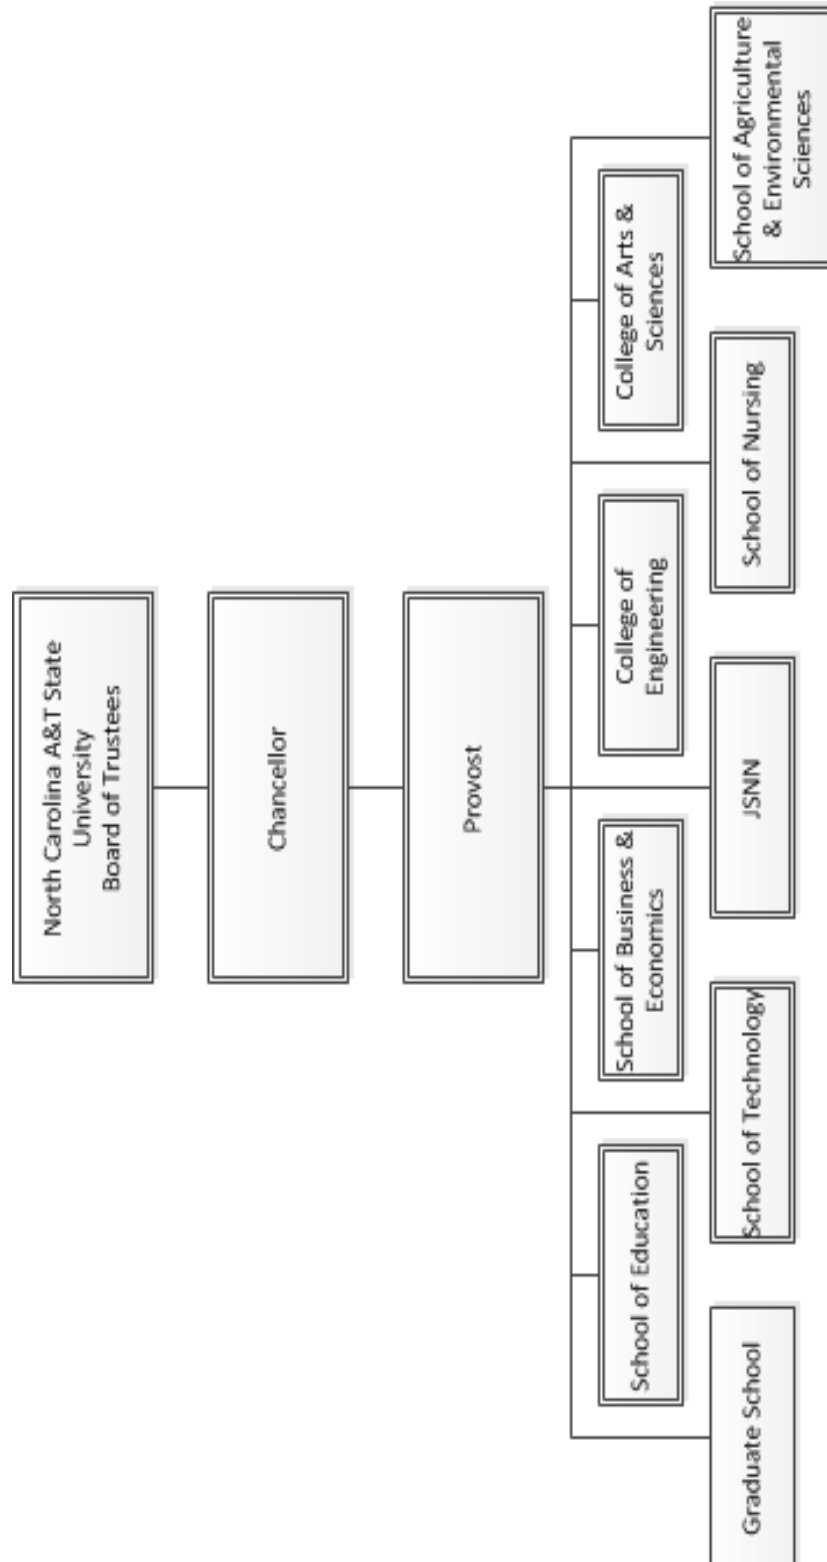 North Carolina A&T State
University
Board of Trustees
Chancellor
Provost
School of Education
School of Business &
Economics
College of
Engineering
College of Arts &
Sciences
Graduate School
School of Technology
JSNN
School of Nursing
School of Agriculture
& Environmental
Sciences